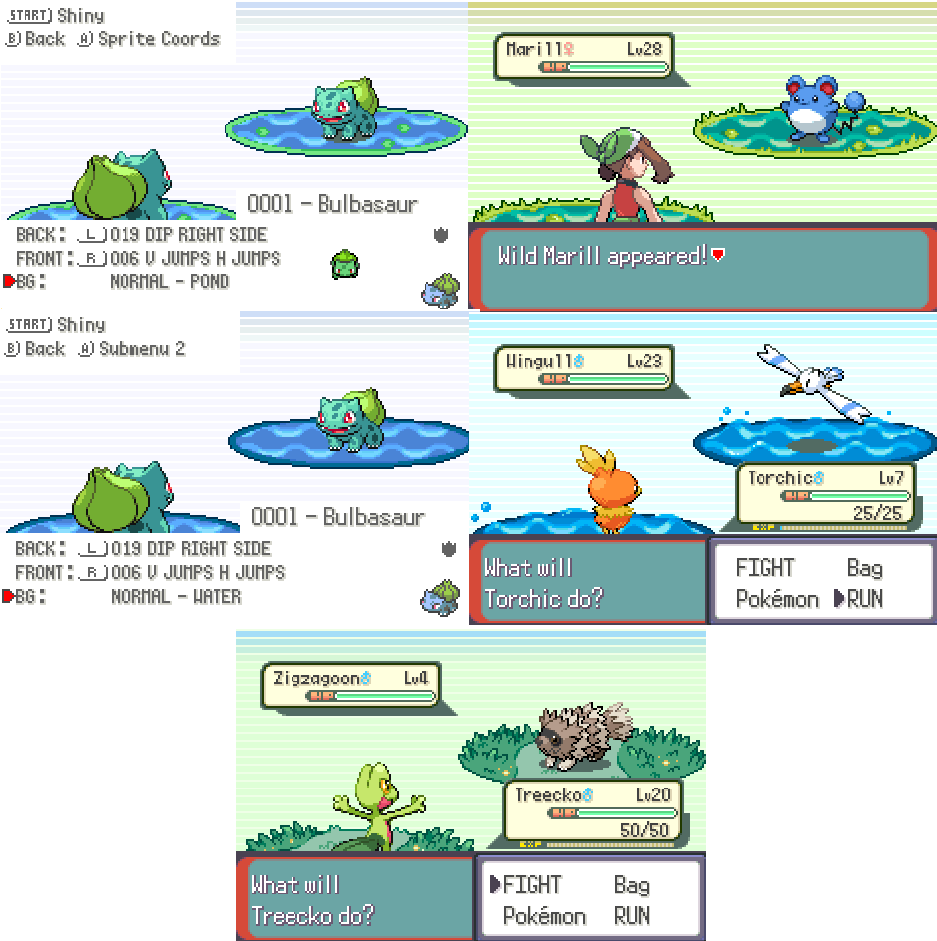 START Shiny
B Back A Sprite Coords
0001 - Bulbasaur
BACK: L 019 DIP RIGHT SIDE
FRONT: R 006 V JUMPS H JUMPS
BG: NORMAL - POND
Marill♀ Lv28
Wild Marill appeared!
START Shiny
B Back A Submenu 2
0001 - Bulbasaur
BACK: L 019 DIP RIGHT SIDE
FRONT: R 006 V JUMPS H JUMPS
BG: NORMAL - WATER
Wingull♂ Lv23
Torchic♂ Lv7
25/25
EXP
What will
Torchic do?
FIGHT Bag
Pokémon RUN
Zigzagoon♂ Lv4
Treecko♂ Lv20
50/50
EXP
What will
Treecko do?
FIGHT Bag
Pokémon RUN